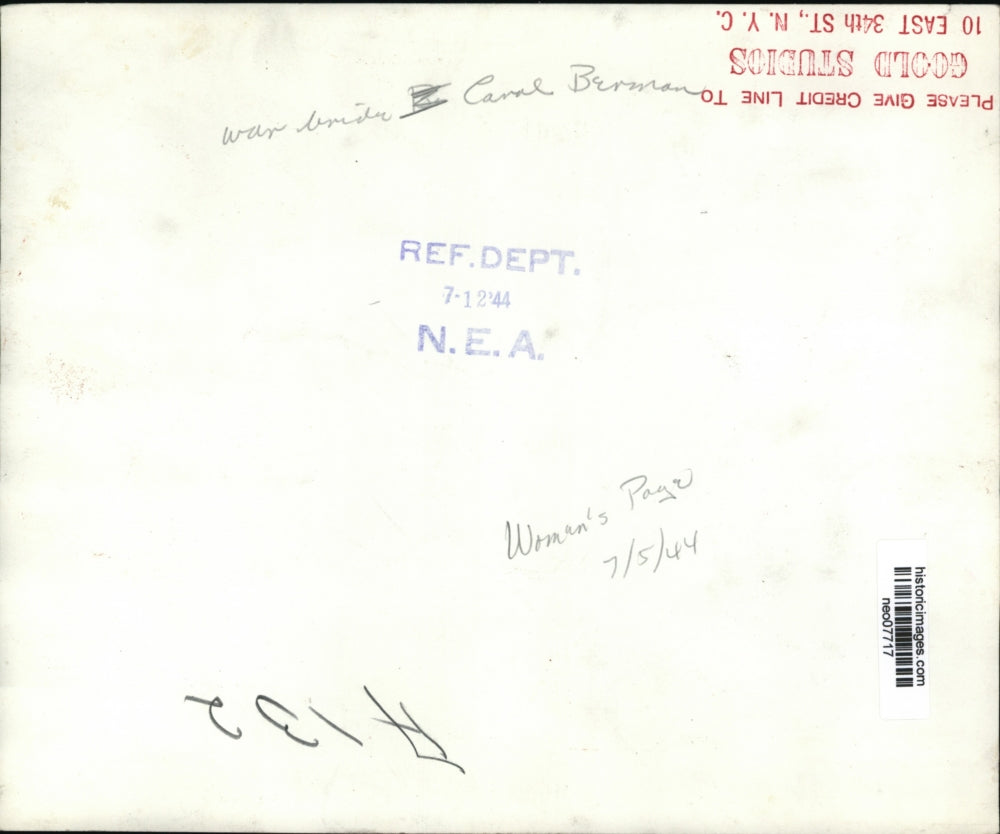 PLEASE GIVE CREDIT LINE TO
GOOLD STUDIOS
10 EAST 34th ST., N. Y. C.
war bride Carol Berman
REF. DEPT.
7-12'44
N. E. A.
Woman's Page
7/5/44
historicimages.com
neo07717